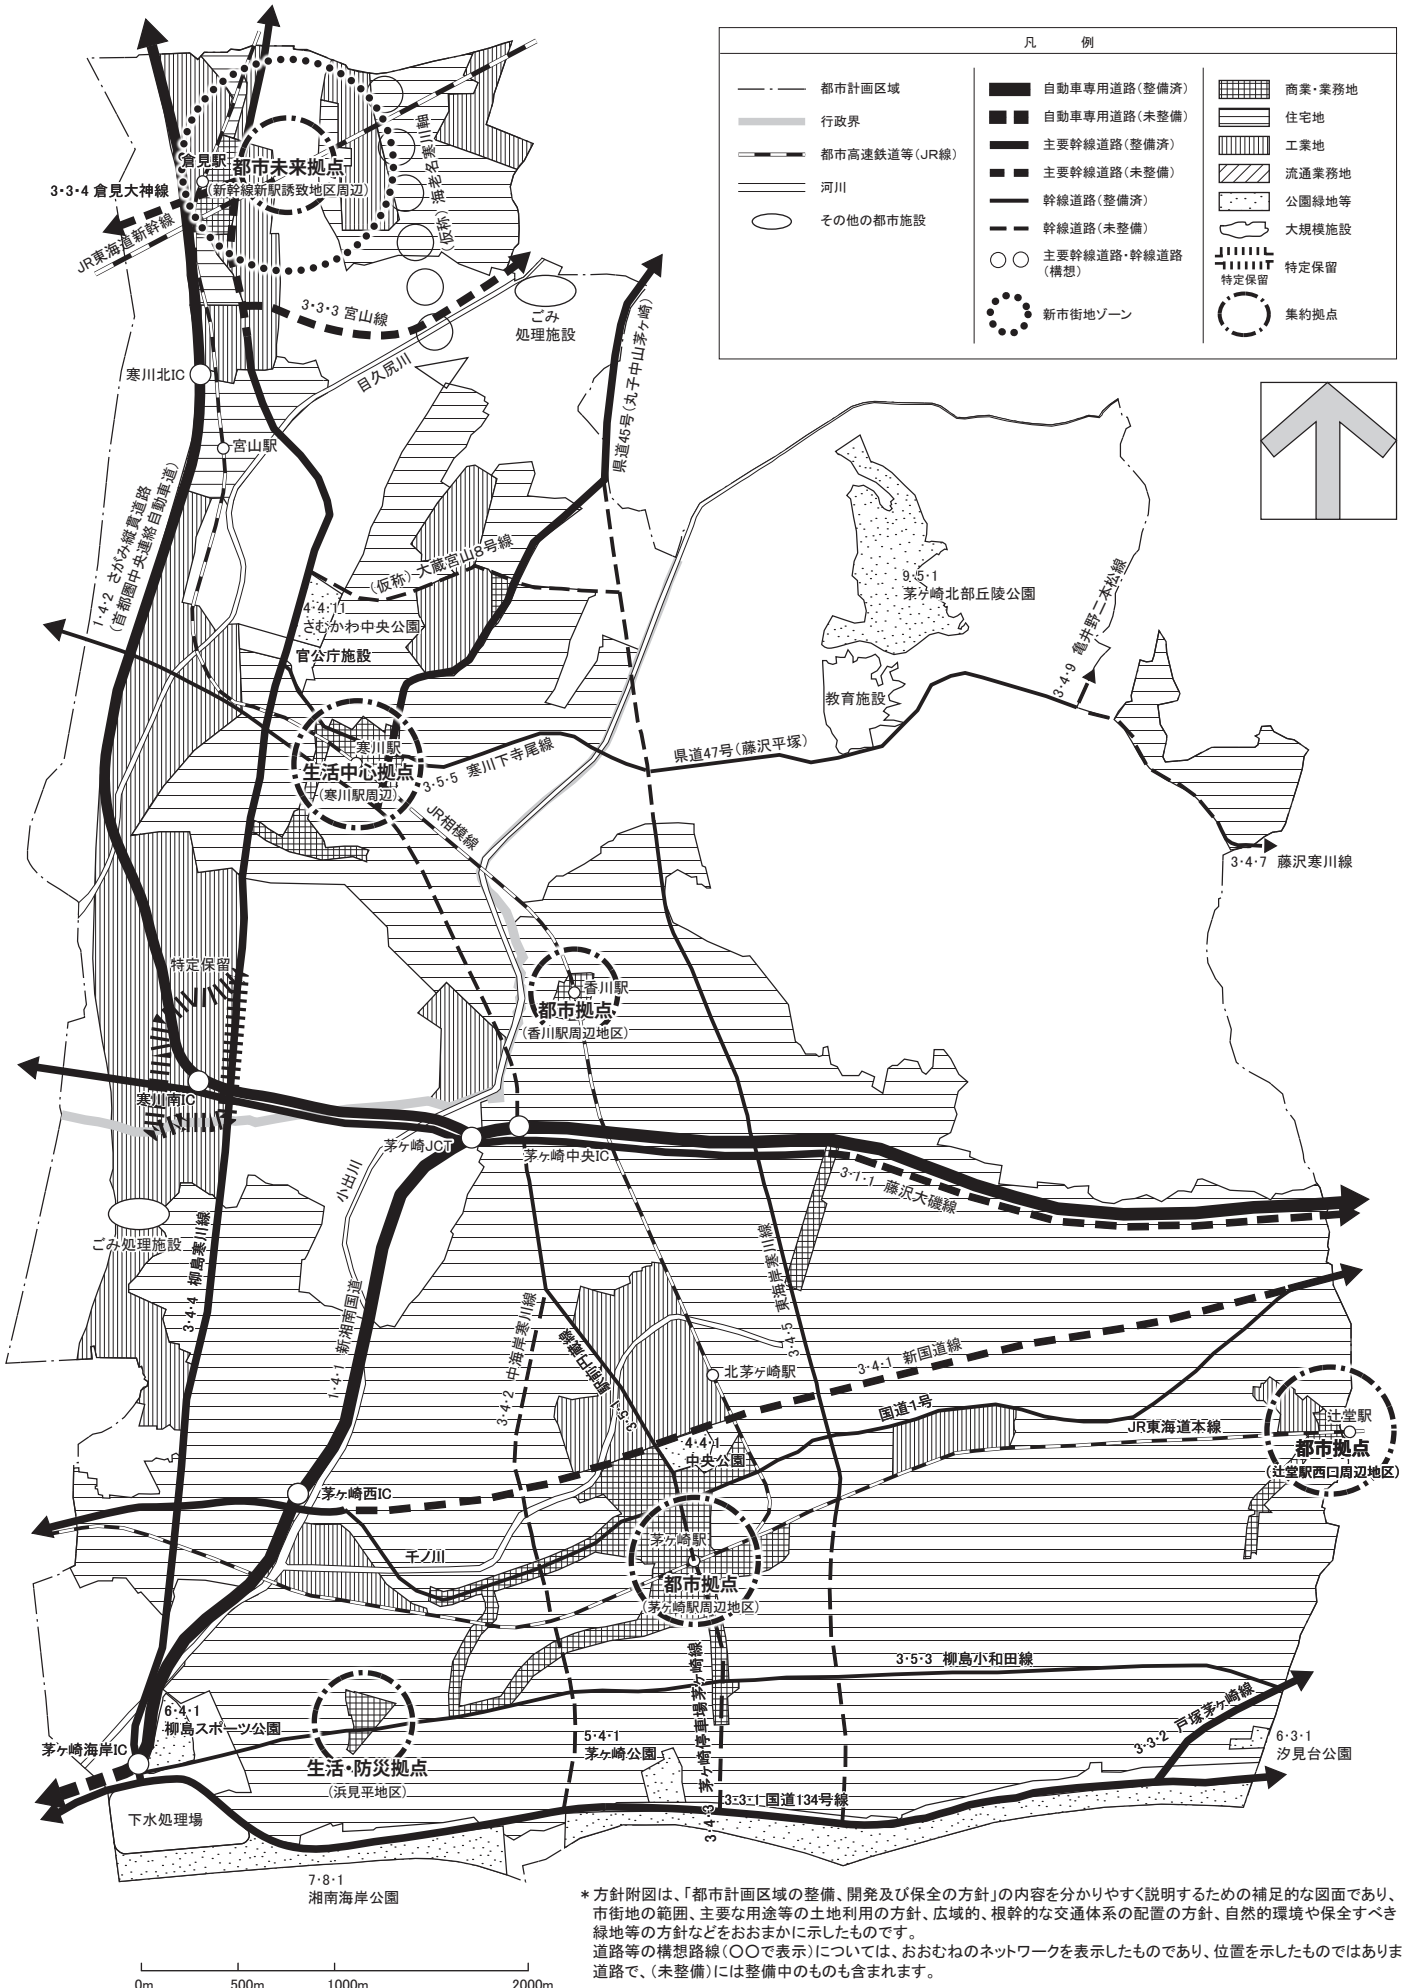 凡　例
都市計画区域
行政界
都市高速鉄道等(JR線)
河川
その他の都市施設
自動車専用道路(整備済)
自動車専用道路(未整備)
主要幹線道路(整備済)
主要幹線道路(未整備)
幹線道路(整備済)
幹線道路(未整備)
主要幹線道路・幹線道路
(構想)
新市街地ゾーン
商業・業務地
住宅地
工業地
流通業務地
公園緑地等
大規模施設
特定保留
特定保留
集約拠点
倉見駅
都市未来拠点
(新幹線新駅誘致地区周辺)
3・3・4 倉見大神線
JR東海道新幹線
(仮称) 海老名寒川軸
3・3・3 宮山線
ごみ
処理施設
目久尻川
寒川北IC
宮山駅
県道45号(丸子中山茅ヶ崎)
1・4・2 さがみ縦貫道路
(首都圏中央連絡自動車道)
(仮称) 大蔵宮山8号線
4・4・11
さむかわ中央公園
官公庁施設
9・5・1
茅ヶ崎北部丘陵公園
教育施設
3・4・9 亀井野二本松線
寒川駅
生活中心拠点
(寒川駅周辺)
3・5・5 寒川下寺尾線
県道47号(藤沢平塚)
JR相模線
3・4・7 藤沢寒川線
特定保留
香川駅
都市拠点
(香川駅周辺地区)
寒川南IC
茅ヶ崎JCT
茅ヶ崎中央IC
小出川
3・1・1 藤沢大磯線
ごみ処理施設
3・4・4 柳島寒川線
1・4・1 新湘南国道
3・4・2 中海岸寒川線
3・5・1 駅前円蔵線
3・4・5 東海岸寒川線
北茅ヶ崎駅
3・4・1 新国道線
国道1号
JR東海道本線
4・4・1
中央公園
辻堂駅
都市拠点
(辻堂駅西口周辺地区)
茅ヶ崎西IC
千ノ川
茅ヶ崎駅
都市拠点
(茅ヶ崎駅周辺地区)
3・5・3 柳島小和田線
3・4・3 茅ヶ崎停車場茅ヶ崎線
3・3・2 戸塚茅ヶ崎線
6・4・1
柳島スポーツ公園
茅ヶ崎海岸IC
生活・防災拠点
(浜見平地区)
5・4・1
茅ヶ崎公園
6・3・1
汐見台公園
3・3・1 国道134号線
下水処理場
7・8・1
湘南海岸公園
＊方針附図は、「都市計画区域の整備、開発及び保全の方針」の内容を分かりやすく説明するための補足的な図面であり、
市街地の範囲、主要な用途等の土地利用の方針、広域的、根幹的な交通体系の配置の方針、自然的環境や保全すべき
緑地等の方針などをおおまかに示したものです。
道路等の構想路線(○○で表示)については、おおむねのネットワークを表示したものであり、位置を示したものではありま
道路で、(未整備)には整備中のものも含まれます。
0m 500m 1000m 2000m